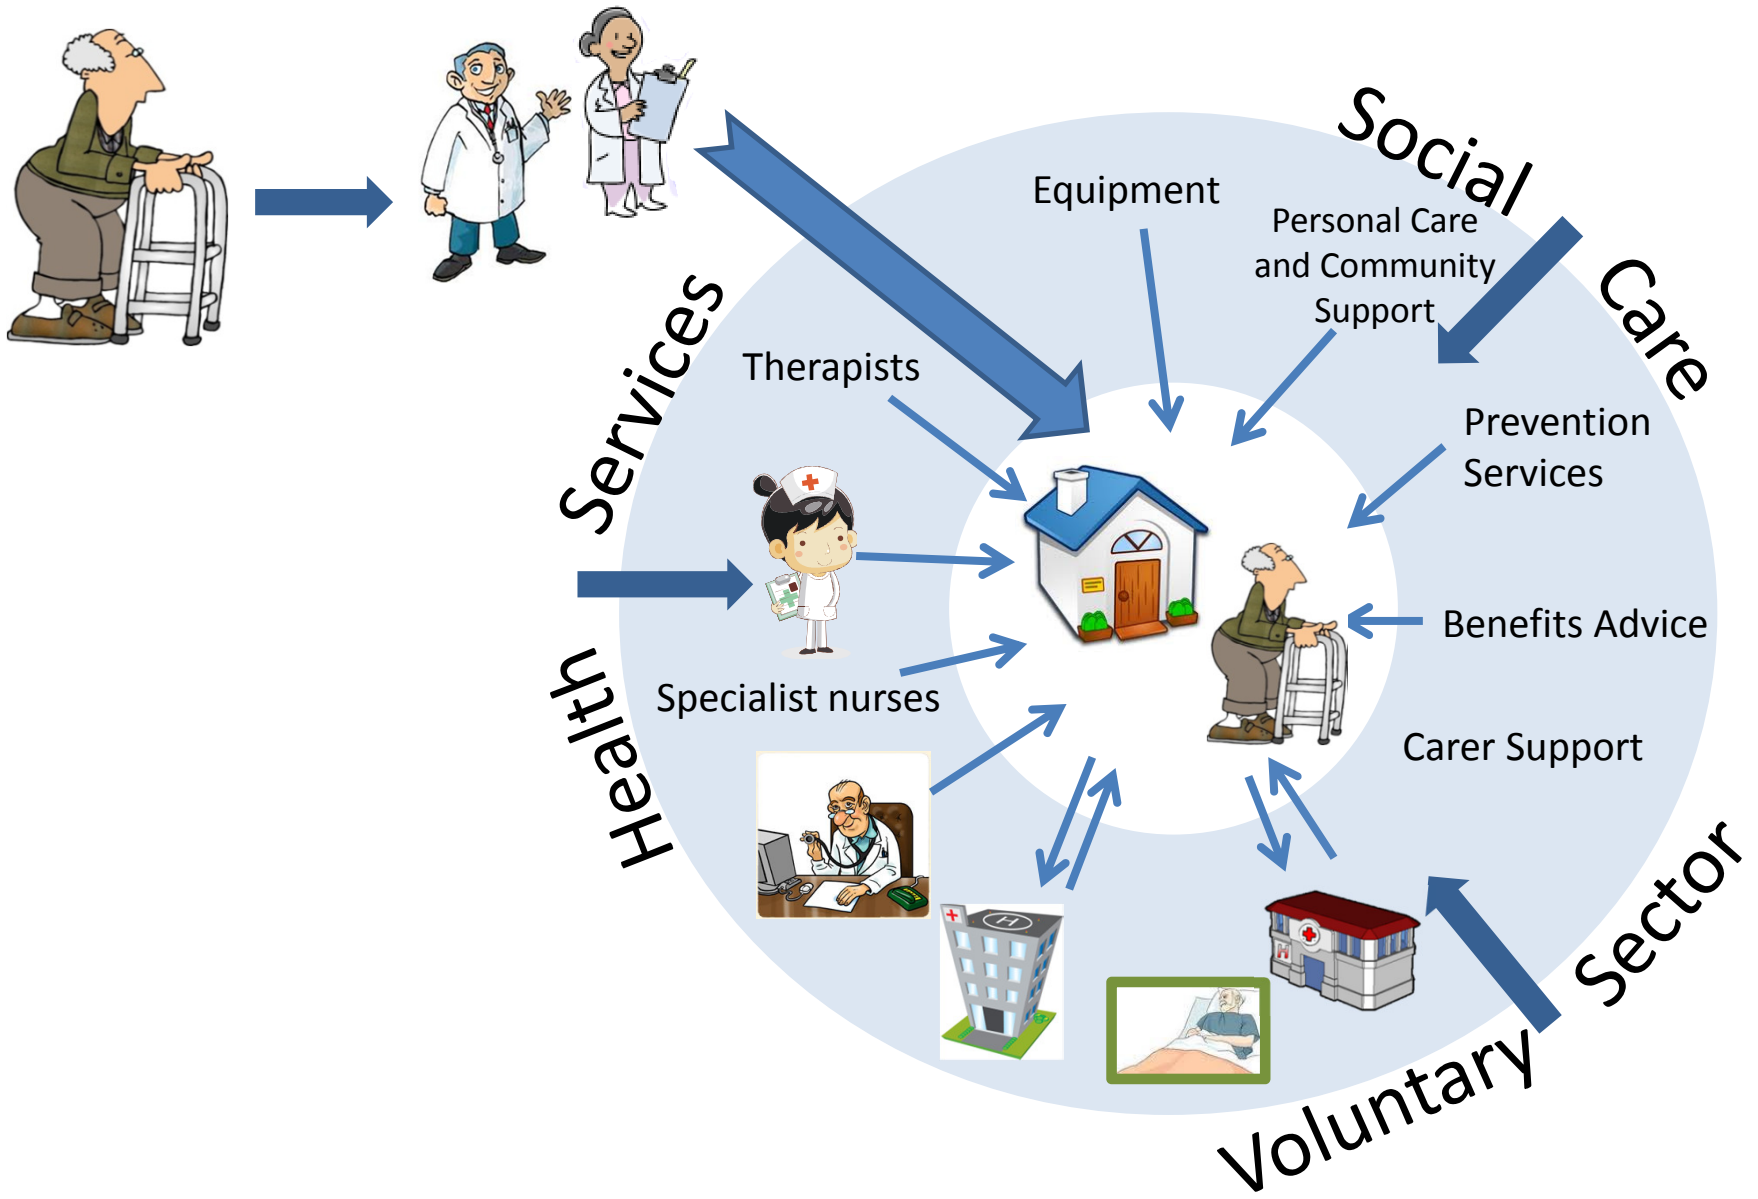 Social Care
Equipment
Personal Care
and Community
Support
Therapists
Prevention
Services
Health Services
Benefits Advice
Specialist nurses
Carer Support
H
H
Voluntary Sector